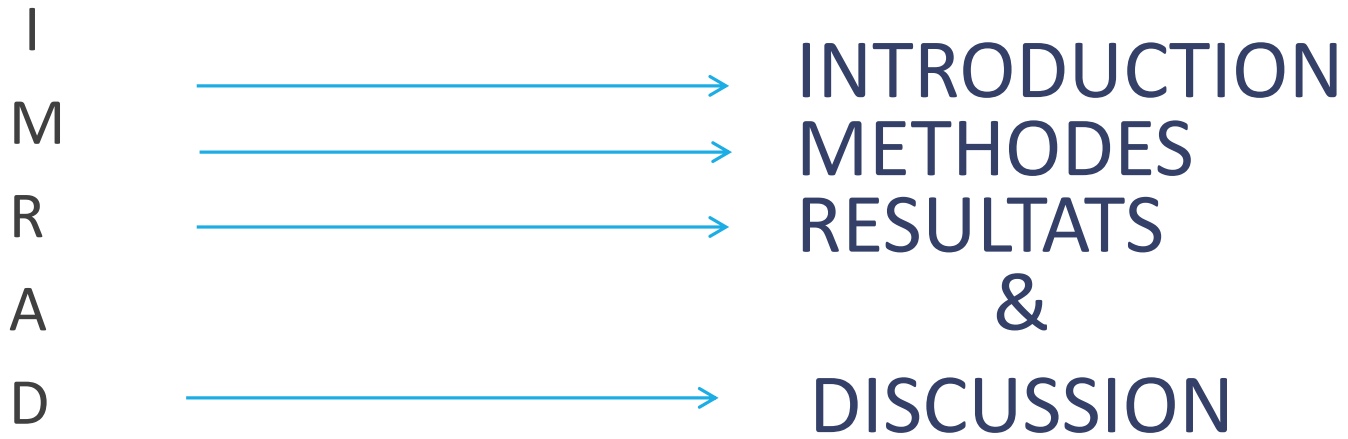 I
INTRODUCTION
M
METHODES
R
RESULTATS
A
&
D
DISCUSSION